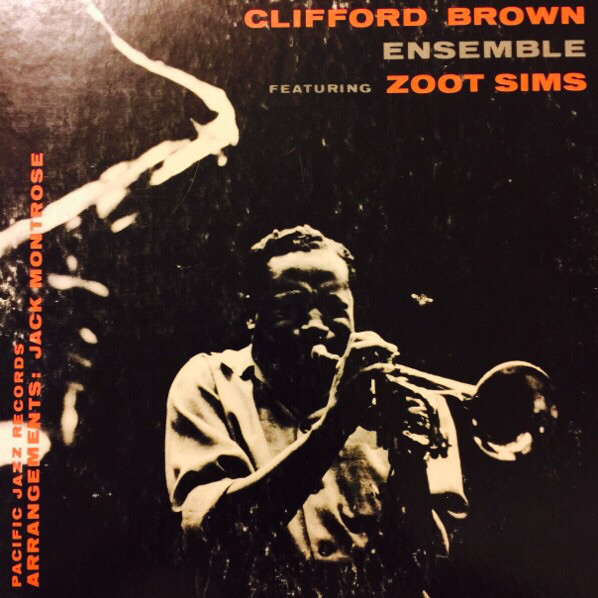 CLIFFORD BROWN
ENSEMBLE
FEATURING ZOOT SIMS
PACIFIC JAZZ RECORDS
ARRANGEMENTS: JACK MONTROSE